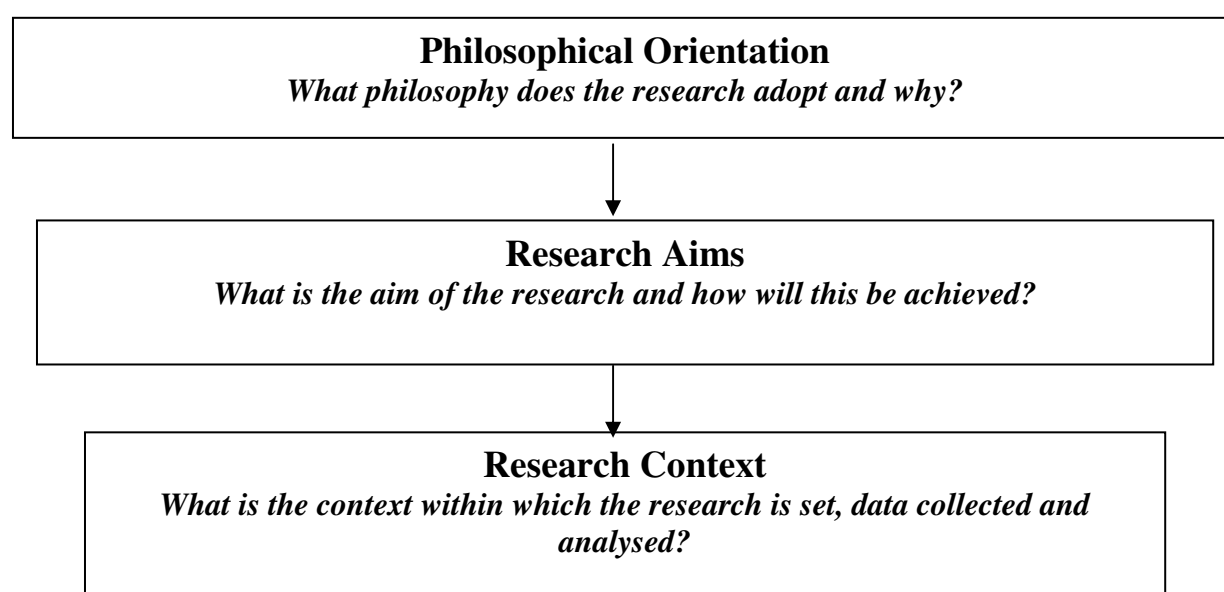 Philosophical Orientation
What philosophy does the research adopt and why?
Research Aims
What is the aim of the research and how will this be achieved?
Research Context
What is the context within which the research is set, data collected and
analysed?